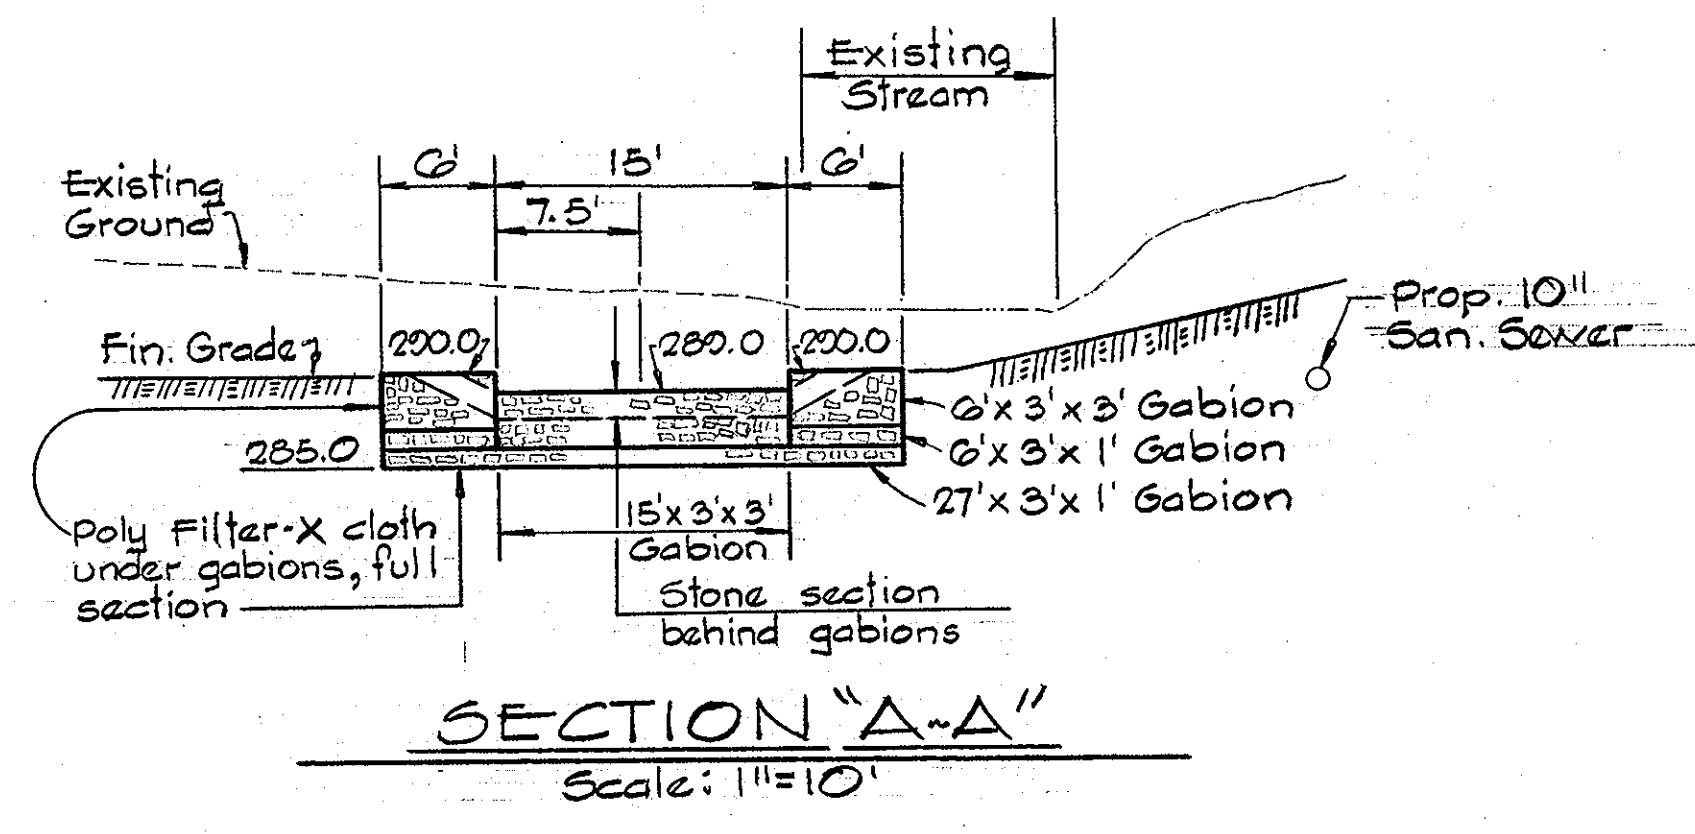 Existing
Stream
6'
15'
6'
7.5'
Existing
Ground
Fin. Grade
290.0
289.0
290.0
Prop. 10"
San. Sewer
285.0
6'x 3'x 3' Gabion
6'x 3'x 1' Gabion
27'x 3'x 1' Gabion
15'x 3'x 3'
Gabion
Poly Filter-X cloth
under gabions, full
section
Stone section
behind gabions
SECTION "A~A"
Scale: 1"=10'